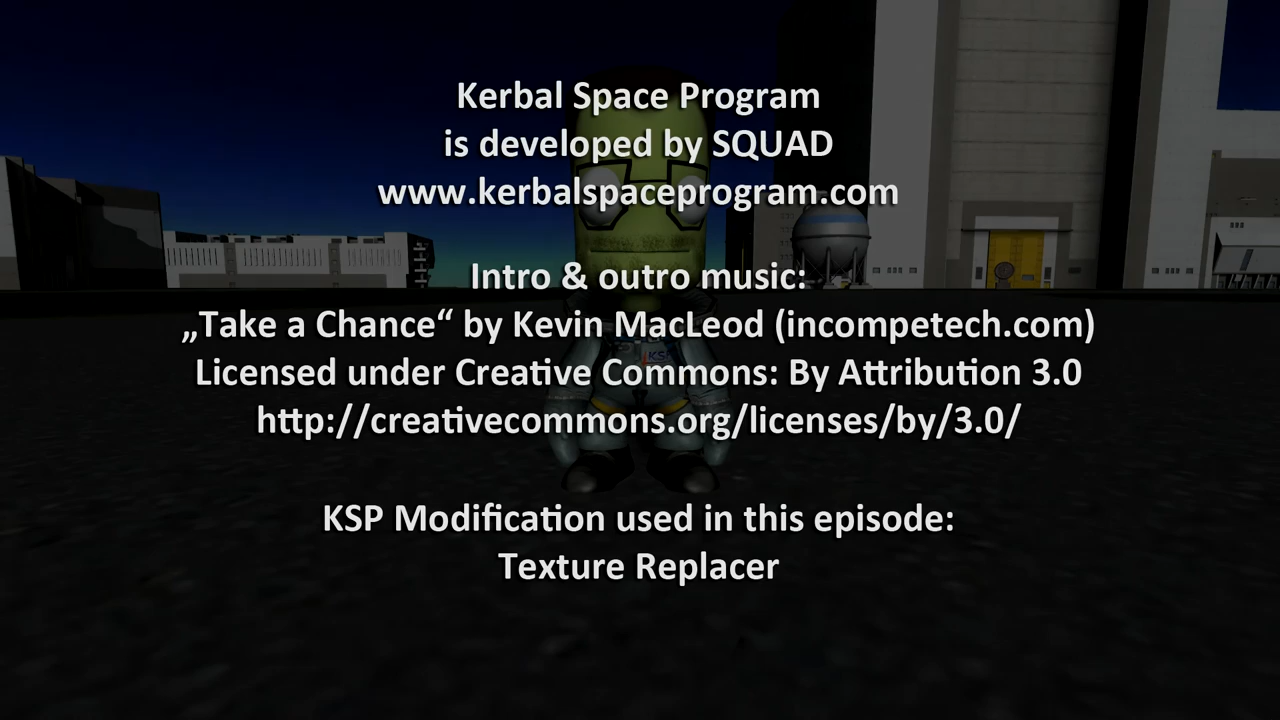 Kerbal Space Program
is developed by SQUAD
www.kerbalspaceprogram.com
Intro & outro music:
„Take a Chance“ by Kevin MacLeod (incompetech.com)
Licensed under Creative Commons: By Attribution 3.0
http://creativecommons.org/licenses/by/3.0/
KSP
KSP Modification used in this episode:
Texture Replacer